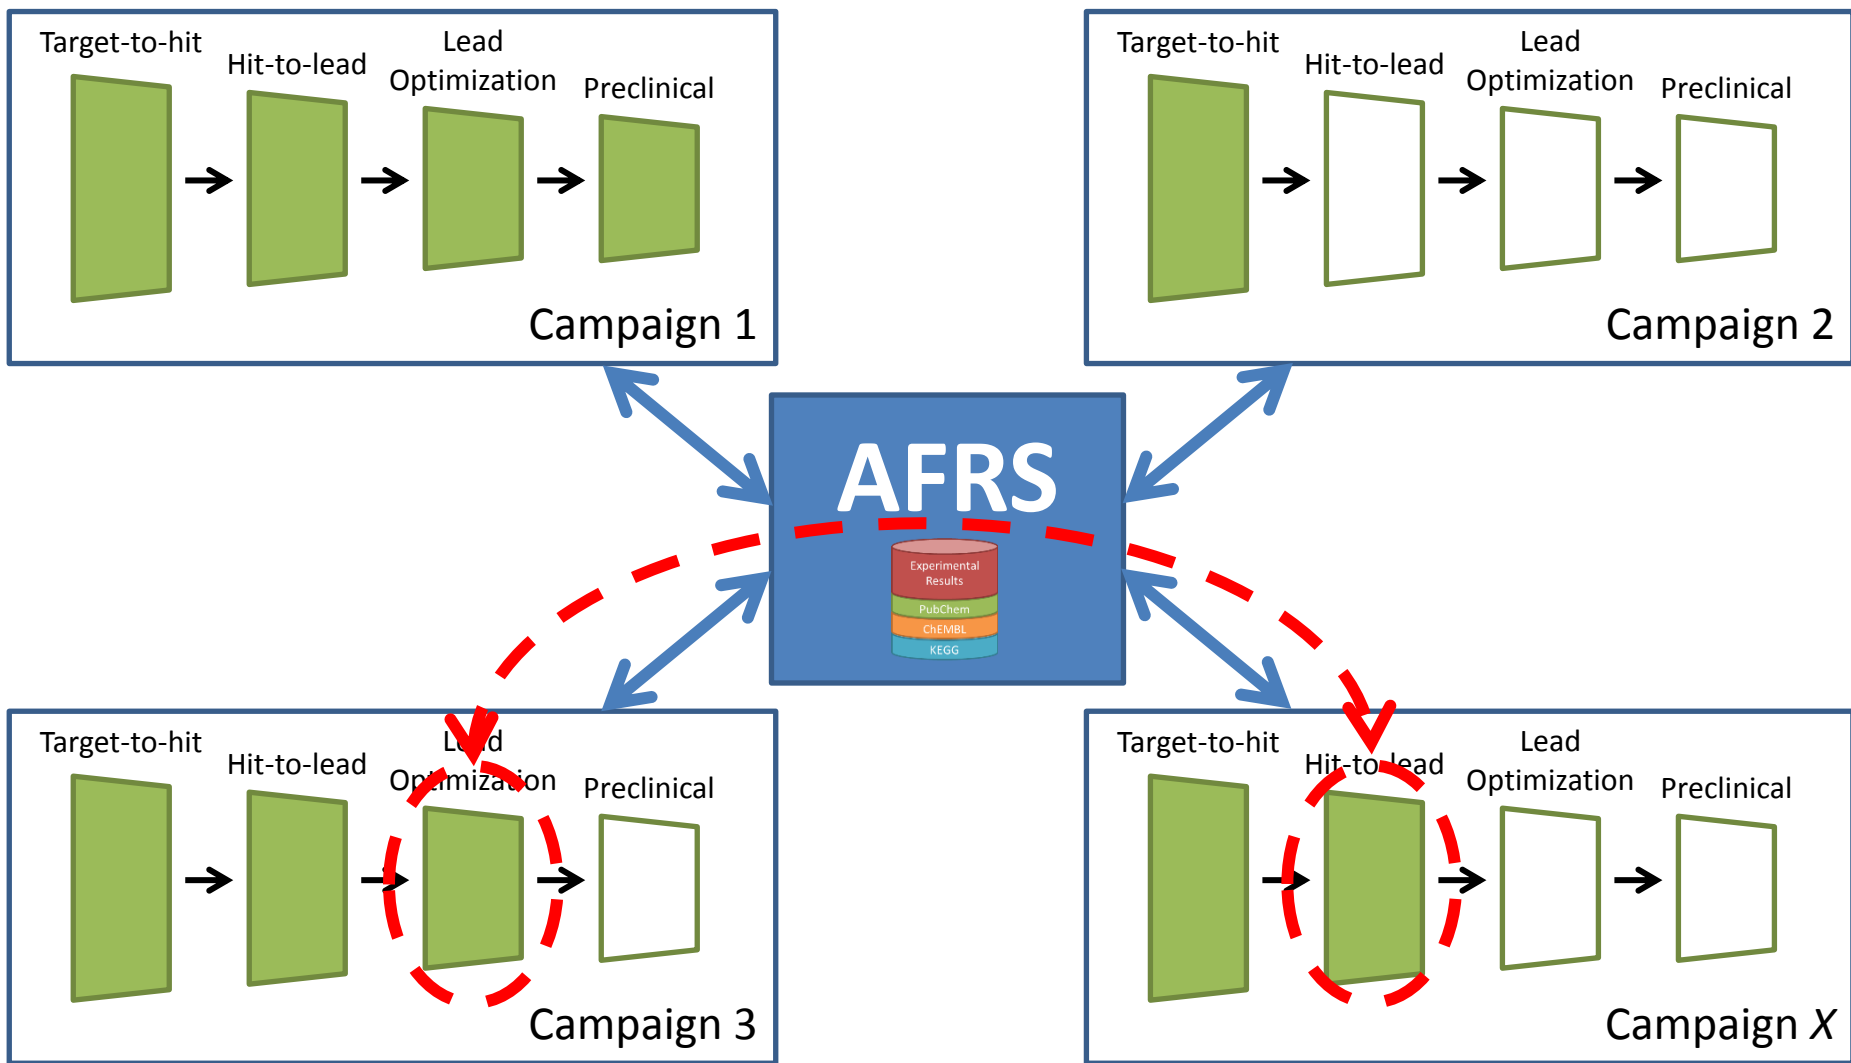 Target-to-hit
Hit-to-lead
Lead
Optimization
Preclinical
Campaign 1
Target-to-hit
Hit-to-lead
Lead
Optimization
Preclinical
Campaign 2
AFRS
Experimental
Results
PubChem
ChEMBL
KEGG
Target-to-hit
Hit-to-lead
Lead
Optimization
Preclinical
Campaign 3
Target-to-hit
Hit-to-lead
Lead
Optimization
Preclinical
Campaign X